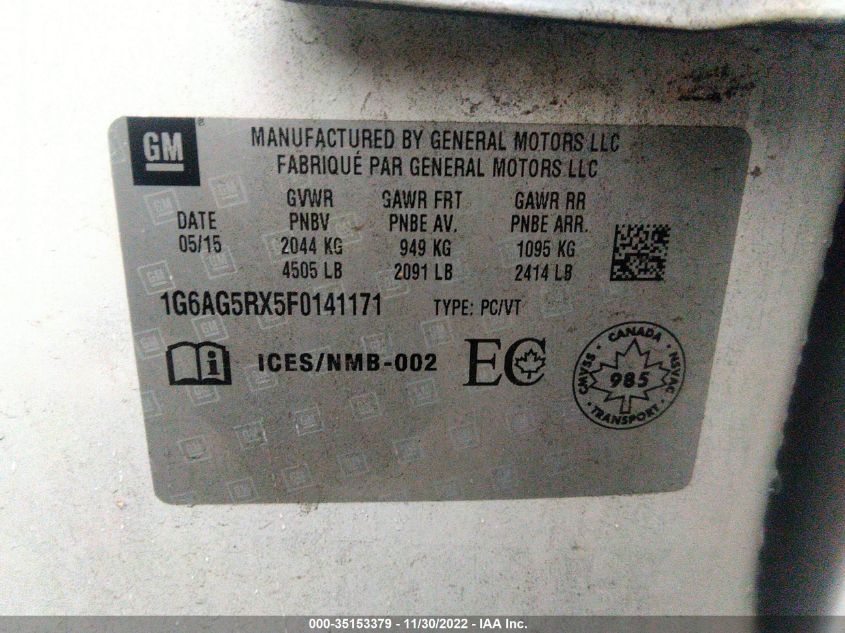 GM
MANUFACTURED BY GENERAL MOTORS LLC
FABRIQUÉ PAR GENERAL MOTORS LLC
GVWR GAWR FRT GAWR RR
DATE PNBV PNBE AV. PNBE ARR.
05/15 2044 KG 949 KG 1095 KG
4505 LB 2091 LB 2414 LB
1G6AG5RX5F0141171 TYPE: PC/VT
i ICES/NMB-002 EC
CANADA
CMVSS 985 NSVAC
TRANSPORT
000-35153379 - 11/30/2022 - IAA Inc.